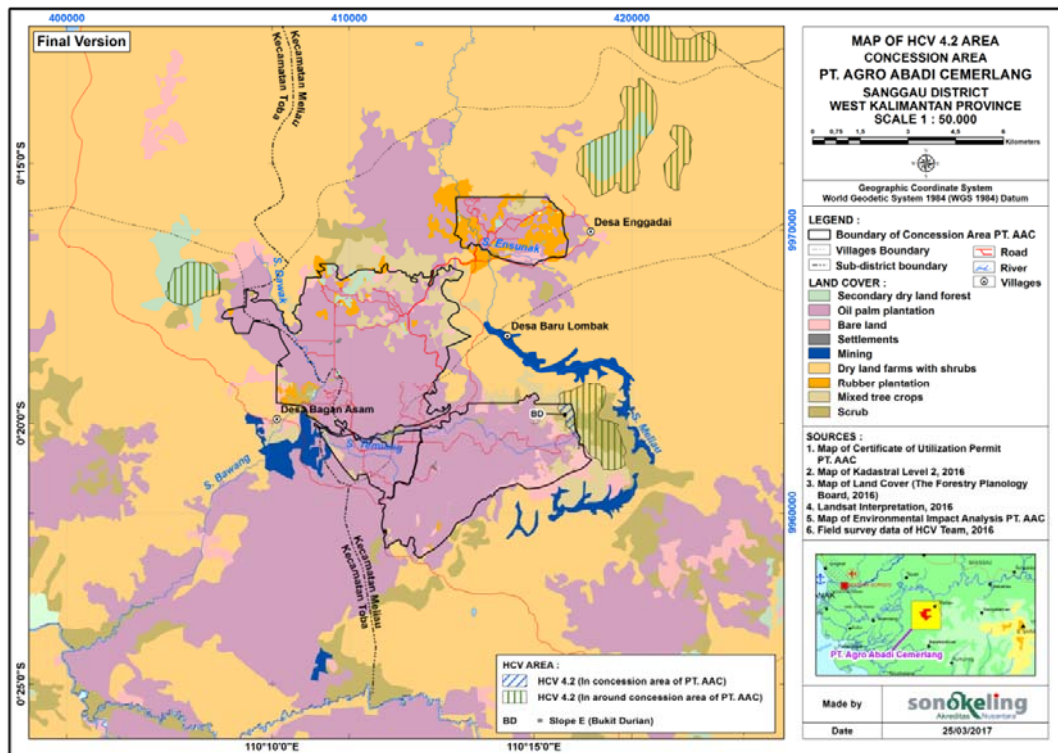 400000
410000
420000
Final Version
Kecamatan Meliau
Kecamatan Toba
0°15'0"S
0°20'0"S
0°25'0"S
9970000
9960000
110°10'0"E
110°15'0"E
Desa Enggadai
S. Ensunak
Desa Baru Lombak
Desa Bagan Asam
S. Bawang
S. Meliau
BD
Kecamatan Meliau
Kecamatan Toba
HCV AREA :
HCV 4.2 (In concession area of PT. AAC)
HCV 4.2 (In around concession area of PT. AAC)
BD = Slope E (Bukit Durian)
MAP OF HCV 4.2 AREA
CONCESSION AREA
PT. AGRO ABADI CEMERLANG
SANGGAU DISTRICT
WEST KALIMANTAN PROVINCE
SCALE 1 : 50.000
0 0,75 1,5 3 4,5 6
Kilometers
Geographic Coordinate System
World Geodetic System 1984 (WGS 1984) Datum
LEGEND :
Boundary of Concession Area PT. AAC
Villages Boundary
Road
Sub-district boundary
River
Villages
LAND COVER :
Secondary dry land forest
Oil palm plantation
Bare land
Settlements
Mining
Dry land farms with shrubs
Rubber plantation
Mixed tree crops
Scrub
SOURCES :
1. Map of Certificate of Utilization Permit
PT. AAC
2. Map of Kadastral Level 2, 2016
3. Map of Land Cover (The Forestry Planology
Board, 2016)
4. Landsat Interpretation, 2016
5. Map of Environmental Impact Analysis PT. AAC
6. Field survey data of HCV Team, 2016
PT. Agro Abadi Cemerlang
Made by
sonokeling
Akreditas Nusantara
Date
25/03/2017